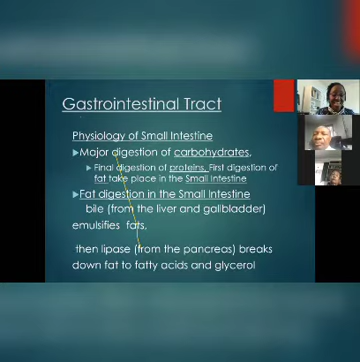 Gastrointestinal Tract
Physiology of Small Intestine
Major digestion of carbohydrates,
Final digestion of proteins, First digestion of
fat take place in the Small Intestine
Fat digestion in the Small Intestine
bile (from the liver and gallbladder)
emulsifies fats,
then lipase (from the pancreas) breaks
down fat to fatty acids and glycerol